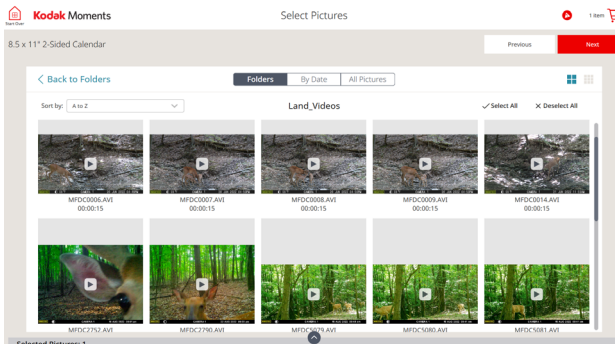 Start Over
Kodak Moments
Select Pictures
1 item
8.5 x 11" 2-Sided Calendar
Previous
Next
Back to Folders
Folders
By Date
All Pictures
Sort by:
A to Z
Land_Videos
Select All
Deselect All
MFDC0006.AVI
00:00:15
MFDC0007.AVI
00:00:15
MFDC0008.AVI
00:00:15
MFDC0009.AVI
00:00:15
MFDC0014.AVI
00:00:15
MFDC2752.AVI
MFDC2790.AVI
MFDC5079.AVI
MFDC5080.AVI
MFDC5081.AVI
Selected Pictures: 1